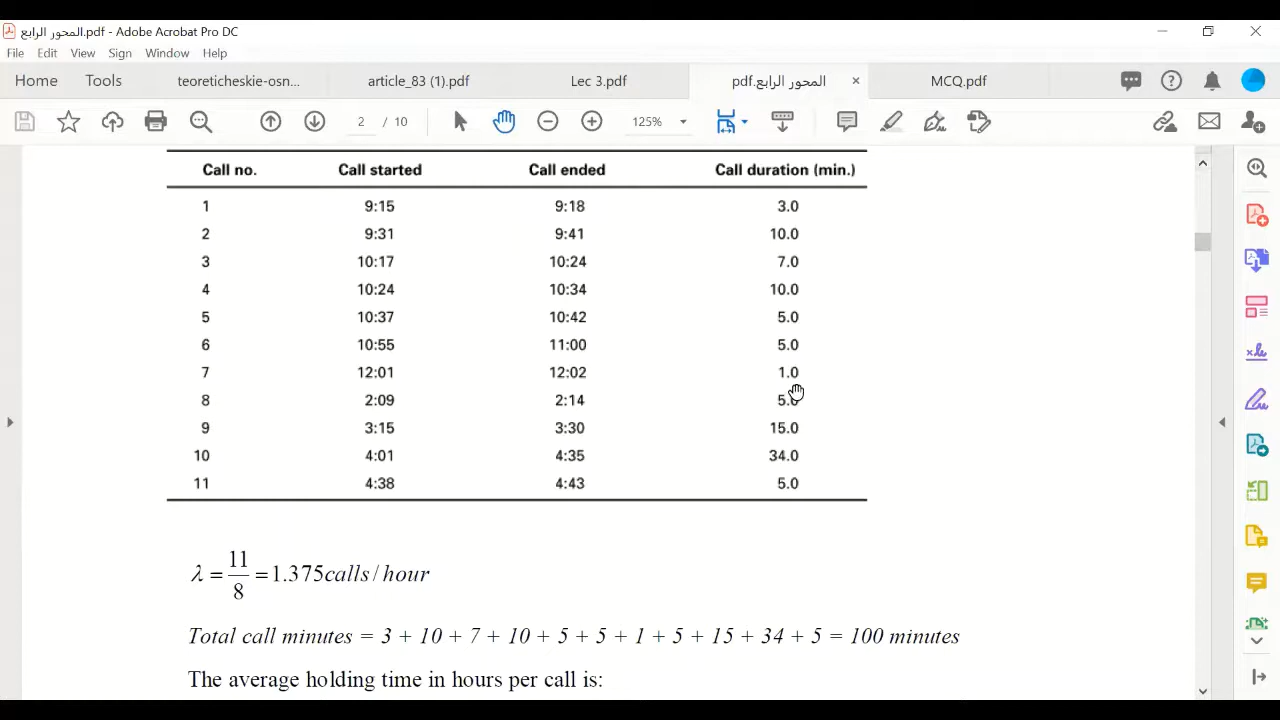 المحور الرابع.pdf - Adobe Acrobat Pro DC
File Edit View Sign Window Help
Home Tools teoreticheskie-osn... article_83 (1).pdf Lec 3.pdf المحور الرابع.pdf × MCQ.pdf
2 / 10 125%
Call no. Call started Call ended Call duration (min.)
1 9:15 9:18 3.0
2 9:31 9:41 10.0
3 10:17 10:24 7.0
4 10:24 10:34 10.0
5 10:37 10:42 5.0
6 10:55 11:00 5.0
7 12:01 12:02 1.0
8 2:09 2:14 5.0
9 3:15 3:30 15.0
10 4:01 4:35 34.0
11 4:38 4:43 5.0
λ = 11/8 = 1.375 calls / hour
Total call minutes = 3 + 10 + 7 + 10 + 5 + 5 + 1 + 5 + 15 + 34 + 5 = 100 minutes
The average holding time in hours per call is: